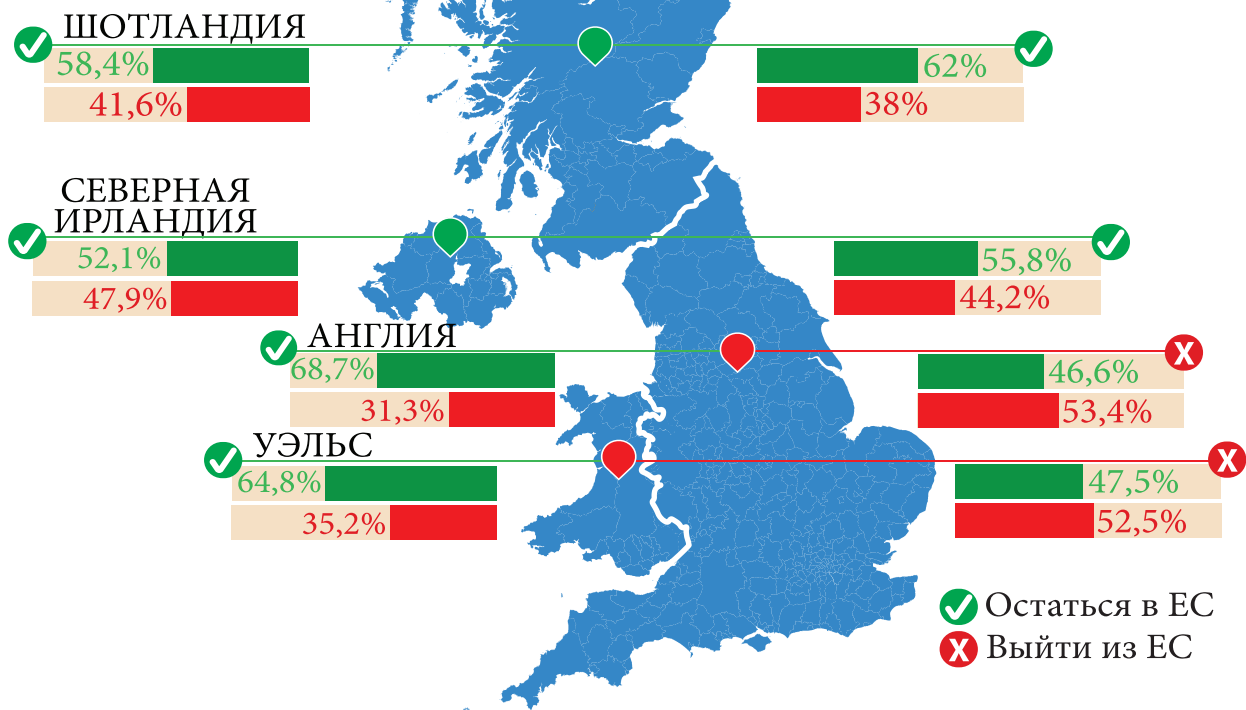 ШОТЛАНДИЯ
58,4%
62%
41,6%
38%
СЕВЕРНАЯ
ИРЛАНДИЯ
52,1%
55,8%
47,9%
44,2%
АНГЛИЯ
68,7%
46,6%
31,3%
53,4%
УЭЛЬС
64,8%
47,5%
35,2%
52,5%
Остаться в ЕС
X Выйти из ЕС